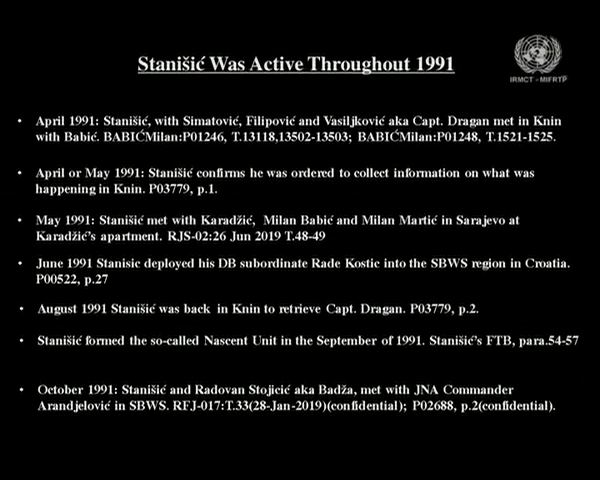 Stanišić Was Active Throughout 1991
IRMCT - MIFRTP
• April 1991: Stanišić, with Simatović, Filipović and Vasiljković aka Capt. Dragan met in Knin
with Babić. BABIĆMilan:P01246, T.13118,13502-13503; BABIĆMilan:P01248, T.1521-1525.
• April or May 1991: Stanišić confirms he was ordered to collect information on what was
happening in Knin. P03779, p.1.
• May 1991: Stanišić met with Karadžić, Milan Babić and Milan Martić in Sarajevo at
Karadžić's apartment. RJS-02:26 Jun 2019 T.48-49
• June 1991 Stanisic deployed his DB subordinate Rade Kostic into the SBWS region in Croatia.
P00522, p.27
• August 1991 Stanišić was back in Knin to retrieve Capt. Dragan. P03779, p.2.
• Stanišić formed the so-called Nascent Unit in the September of 1991. Stanišić's FTB, para.54-57
• October 1991: Stanišić and Radovan Stojicić aka Badža, met with JNA Commander
Arandjelović in SBWS. RFJ-017:T.33(28-Jan-2019)(confidential); P02688, p.2(confidential).